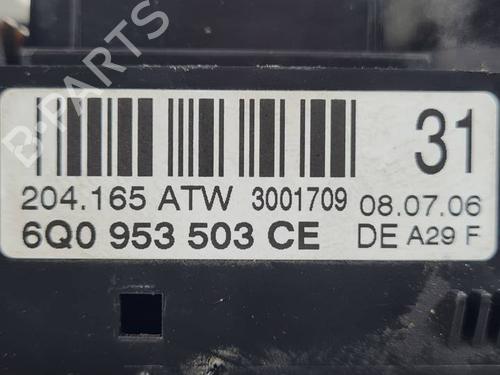 B-PARTS
31
204.165 ATW 3001709 08.07.06
6Q0 953 503 CE DE A29 F